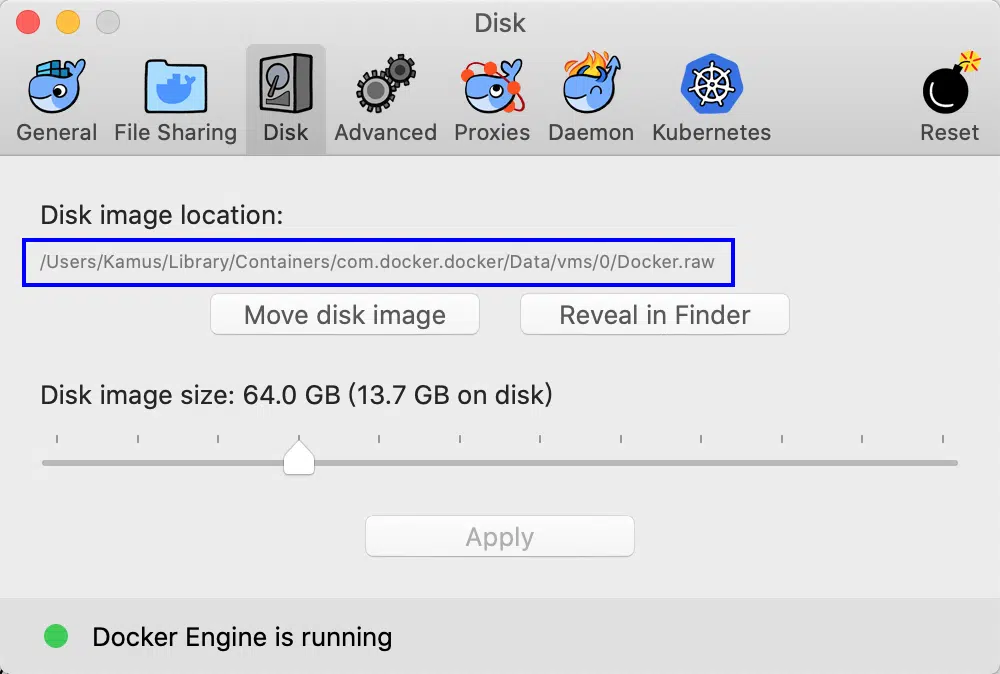 Disk
General File Sharing Disk Advanced Proxies Daemon Kubernetes Reset
Disk image location:
/Users/Kamus/Library/Containers/com.docker.docker/Data/vms/0/Docker.raw
Move disk image Reveal in Finder
Disk image size: 64.0 GB (13.7 GB on disk)
Apply
Docker Engine is running